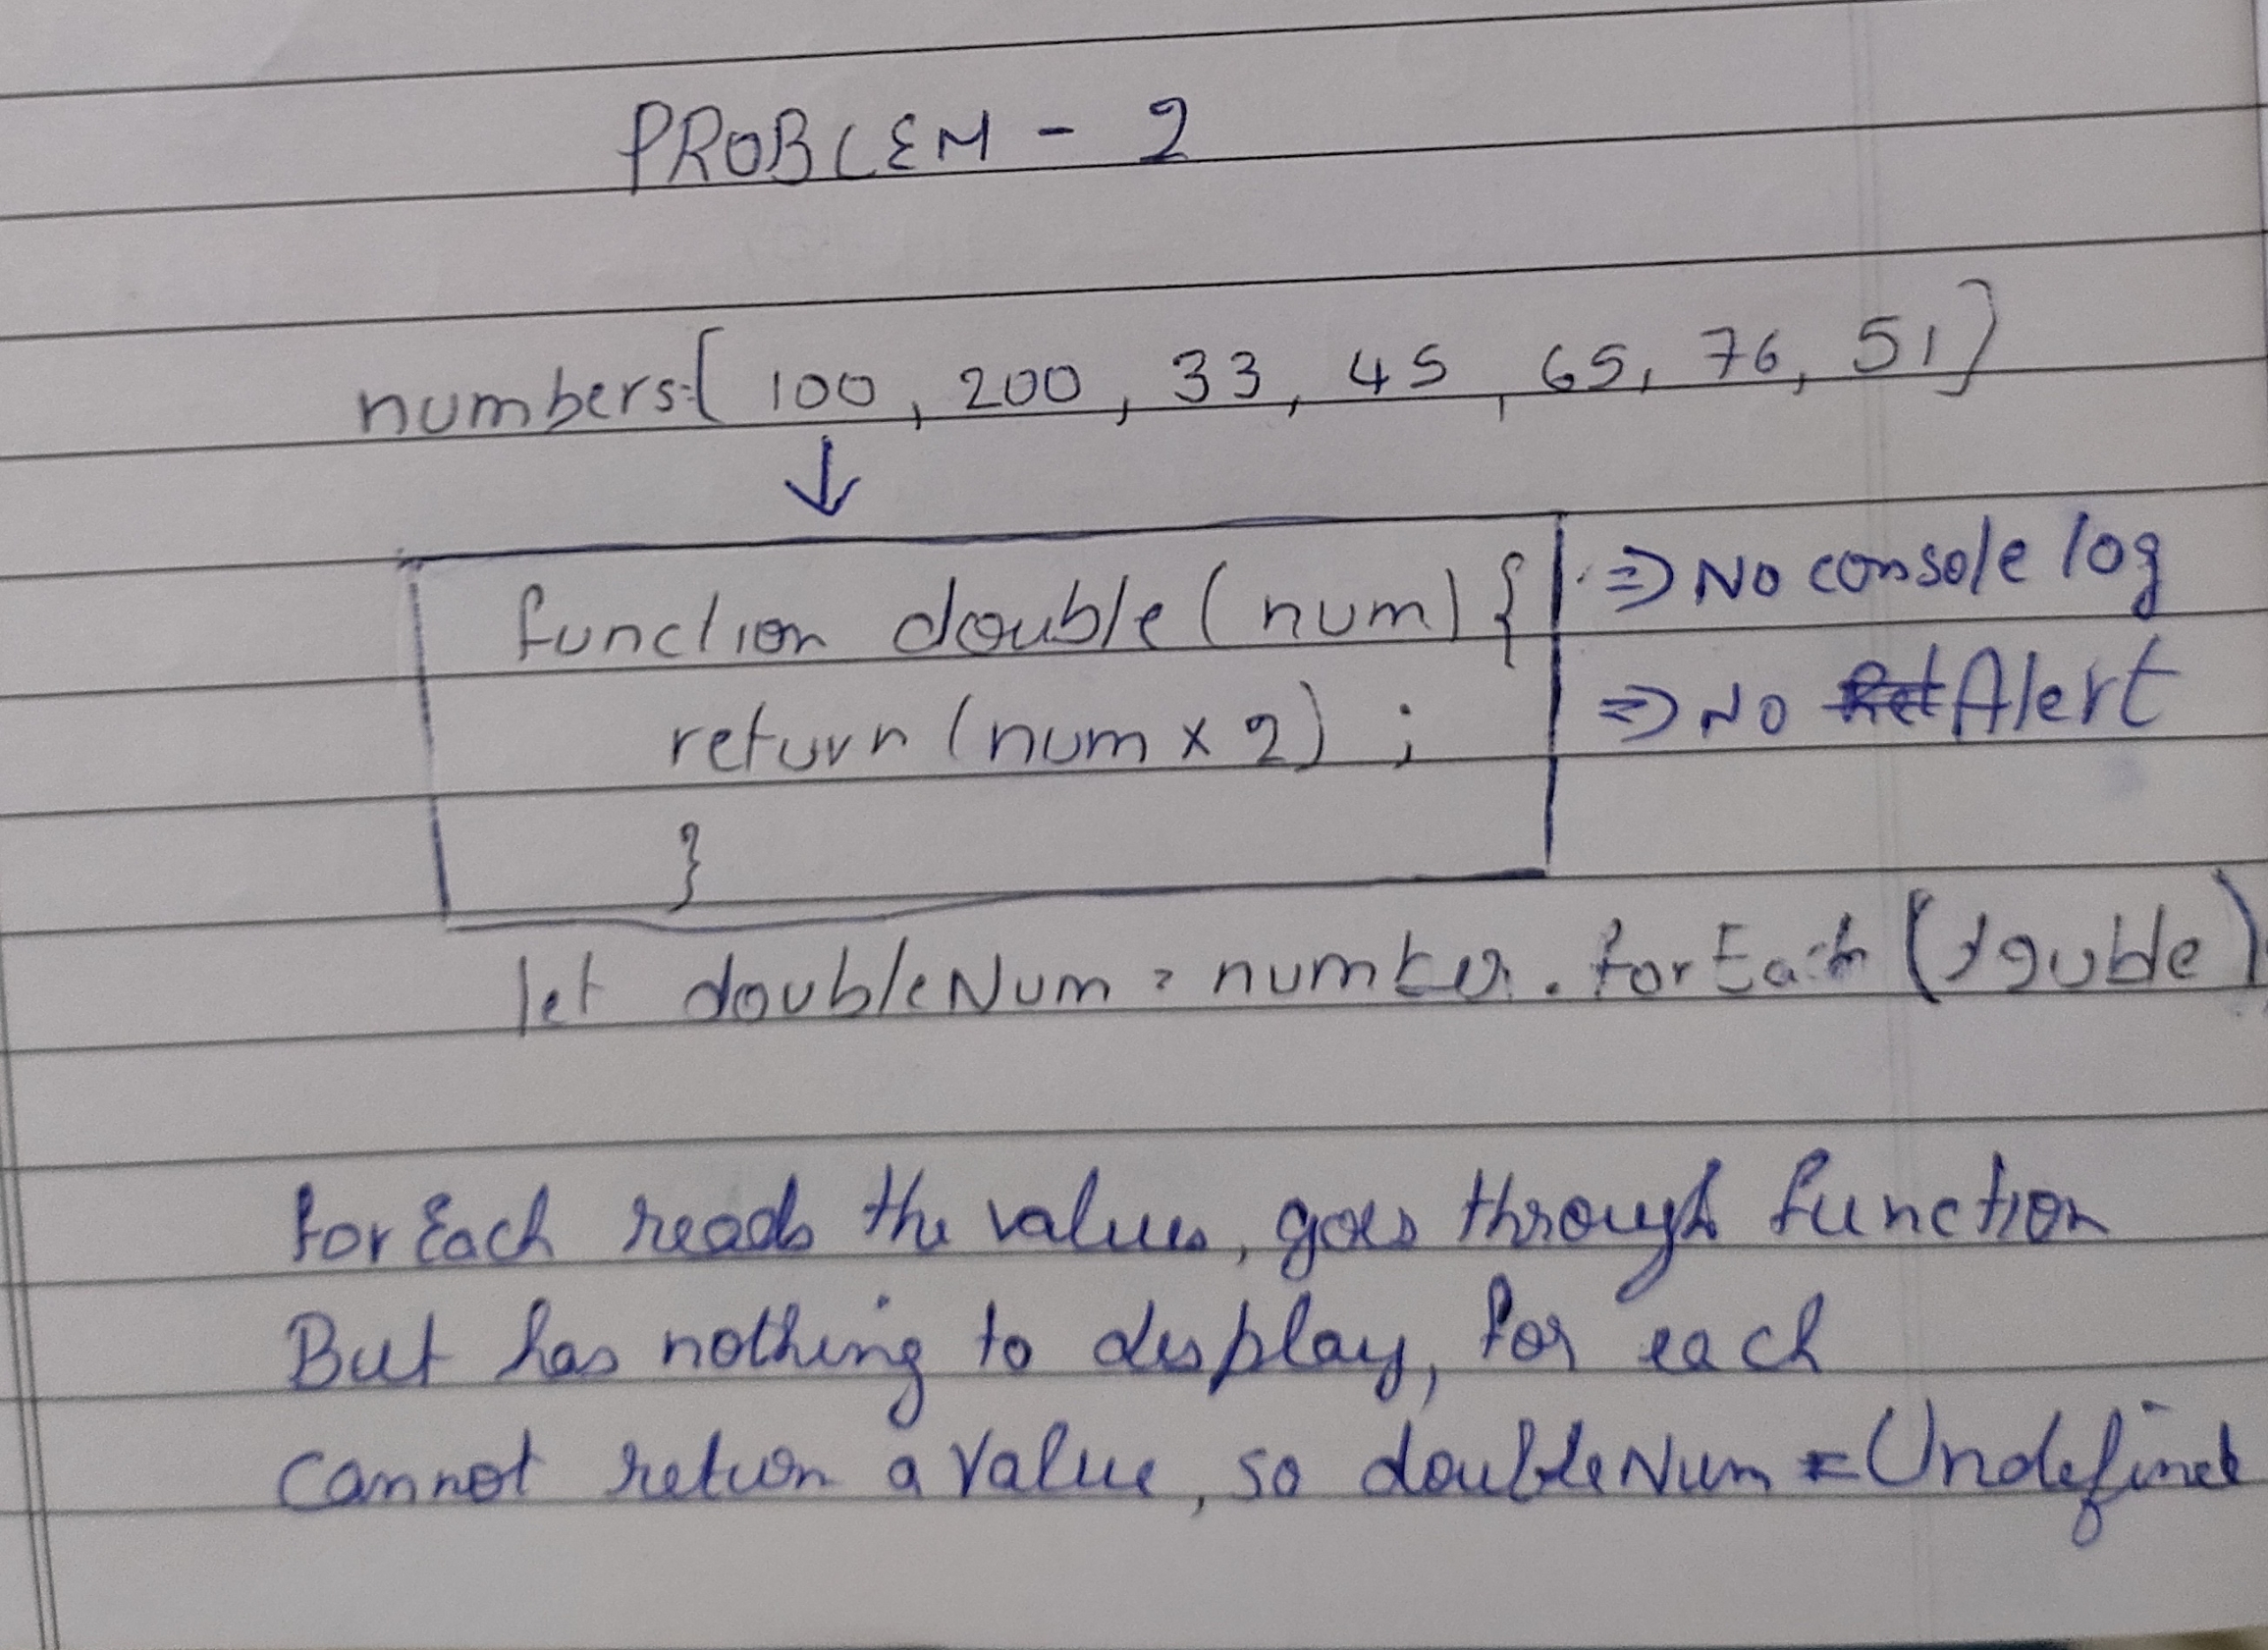 PROBLEM - 2
numbers=[ 100, 200, 33, 45, 65, 76, 51]
↓
function double (num) { ⇒ No console log
return (num x 2) ; ⇒ No Alert
}
let doubleNum = number. forEach (double)
forEach reads the values, goes through function
But has nothing to display, for each
cannot return a value, so doubleNum = Undefined